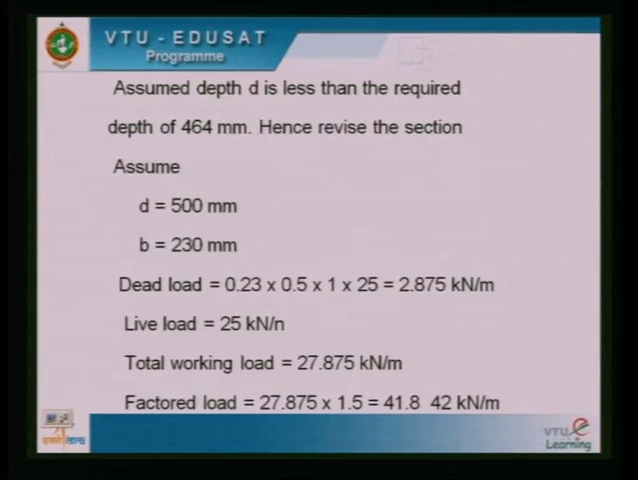 VTU - EDUSAT
Programme
Assumed depth d is less than the required
depth of 464 mm. Hence revise the section
Assume
d = 500 mm
b = 230 mm
Dead load = 0.23 x 0.5 x 1 x 25 = 2.875 kN/m
Live load = 25 kN/n
Total working load = 27.875 kN/m
Factored load = 27.875 x 1.5 = 41.8 42 kN/m
VTU e
Learning